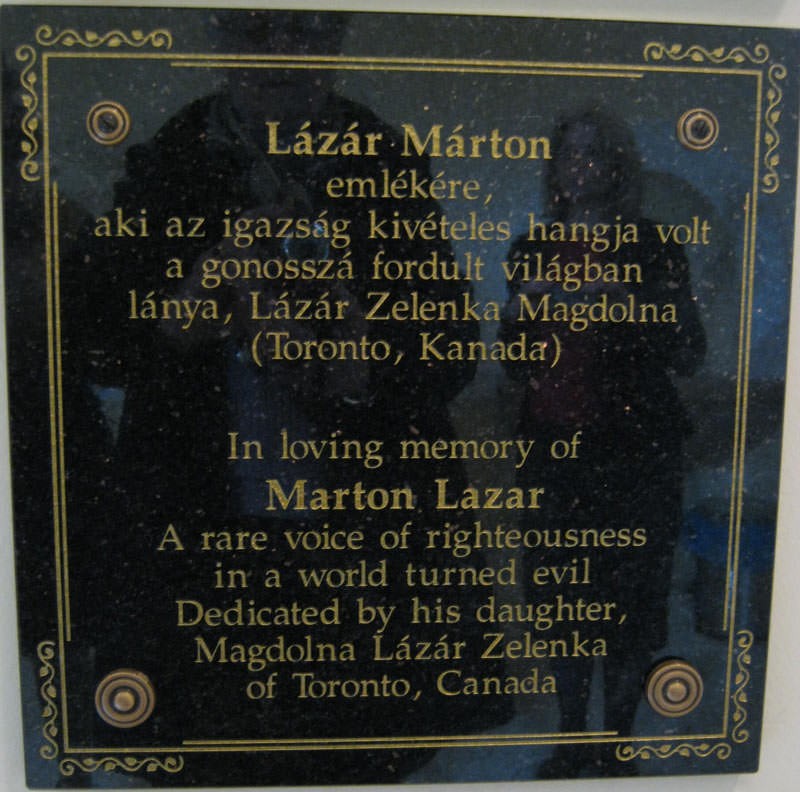 Lázár Márton
emlékére,
aki az igazság kivételes hangja volt
a gonosszá fordult világban
lánya, Lázár Zelenka Magdolna
(Toronto, Kanada)
In loving memory of
Marton Lazar
A rare voice of righteousness
in a world turned evil
Dedicated by his daughter,
Magdolna Lázár Zelenka
of Toronto, Canada